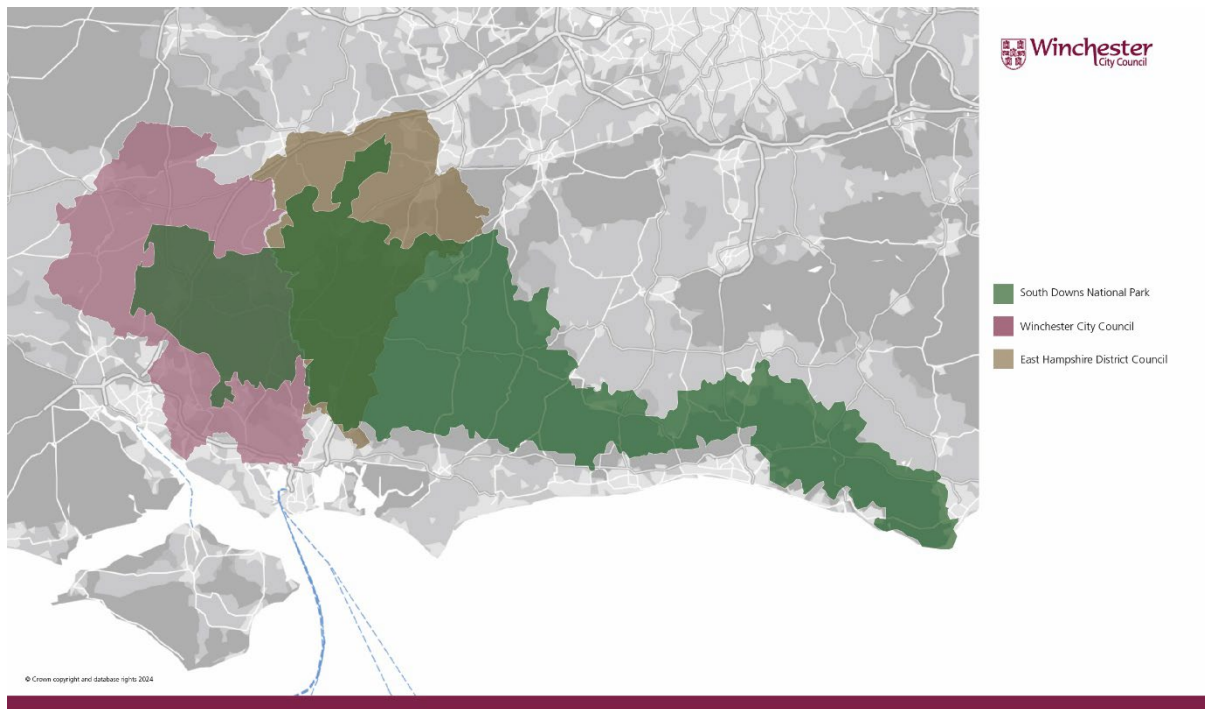 Winchester
City Council
South Downs National Park
Winchester City Council
East Hampshire District Council
© Crown copyright and database rights 2024